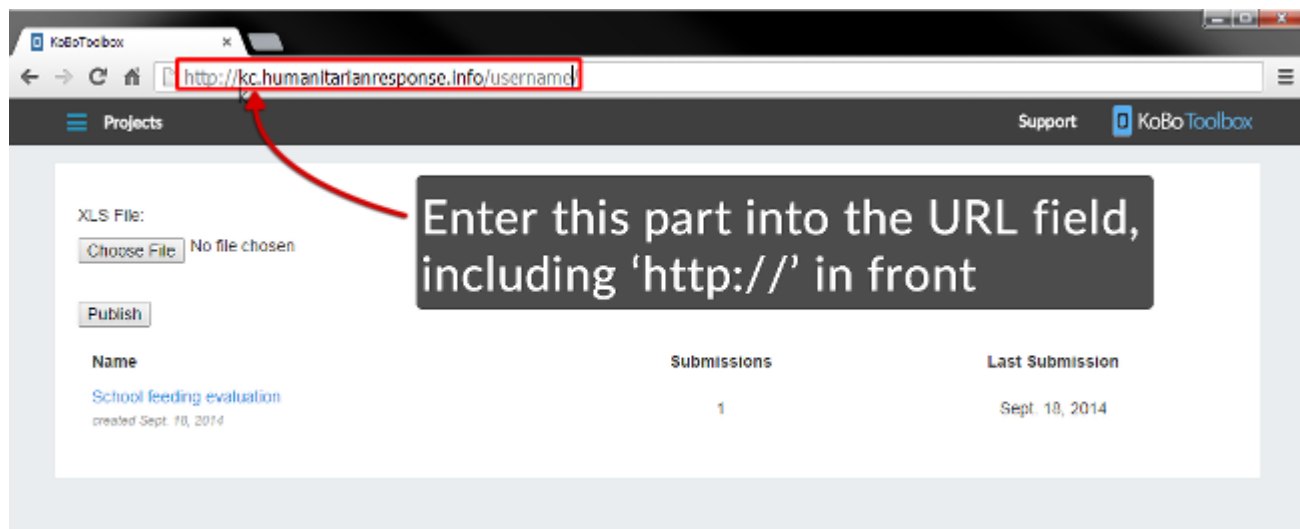 KoBoToolbox
http://kc.humanitarianresponse.info/username/
Projects
Support
KoBoToolbox
XLS File:
Choose File No file chosen
Enter this part into the URL field,
including ‘http://’ in front
Publish
Name Submissions Last Submission
School feeding evaluation
created Sept. 18, 2014
1
Sept. 18, 2014